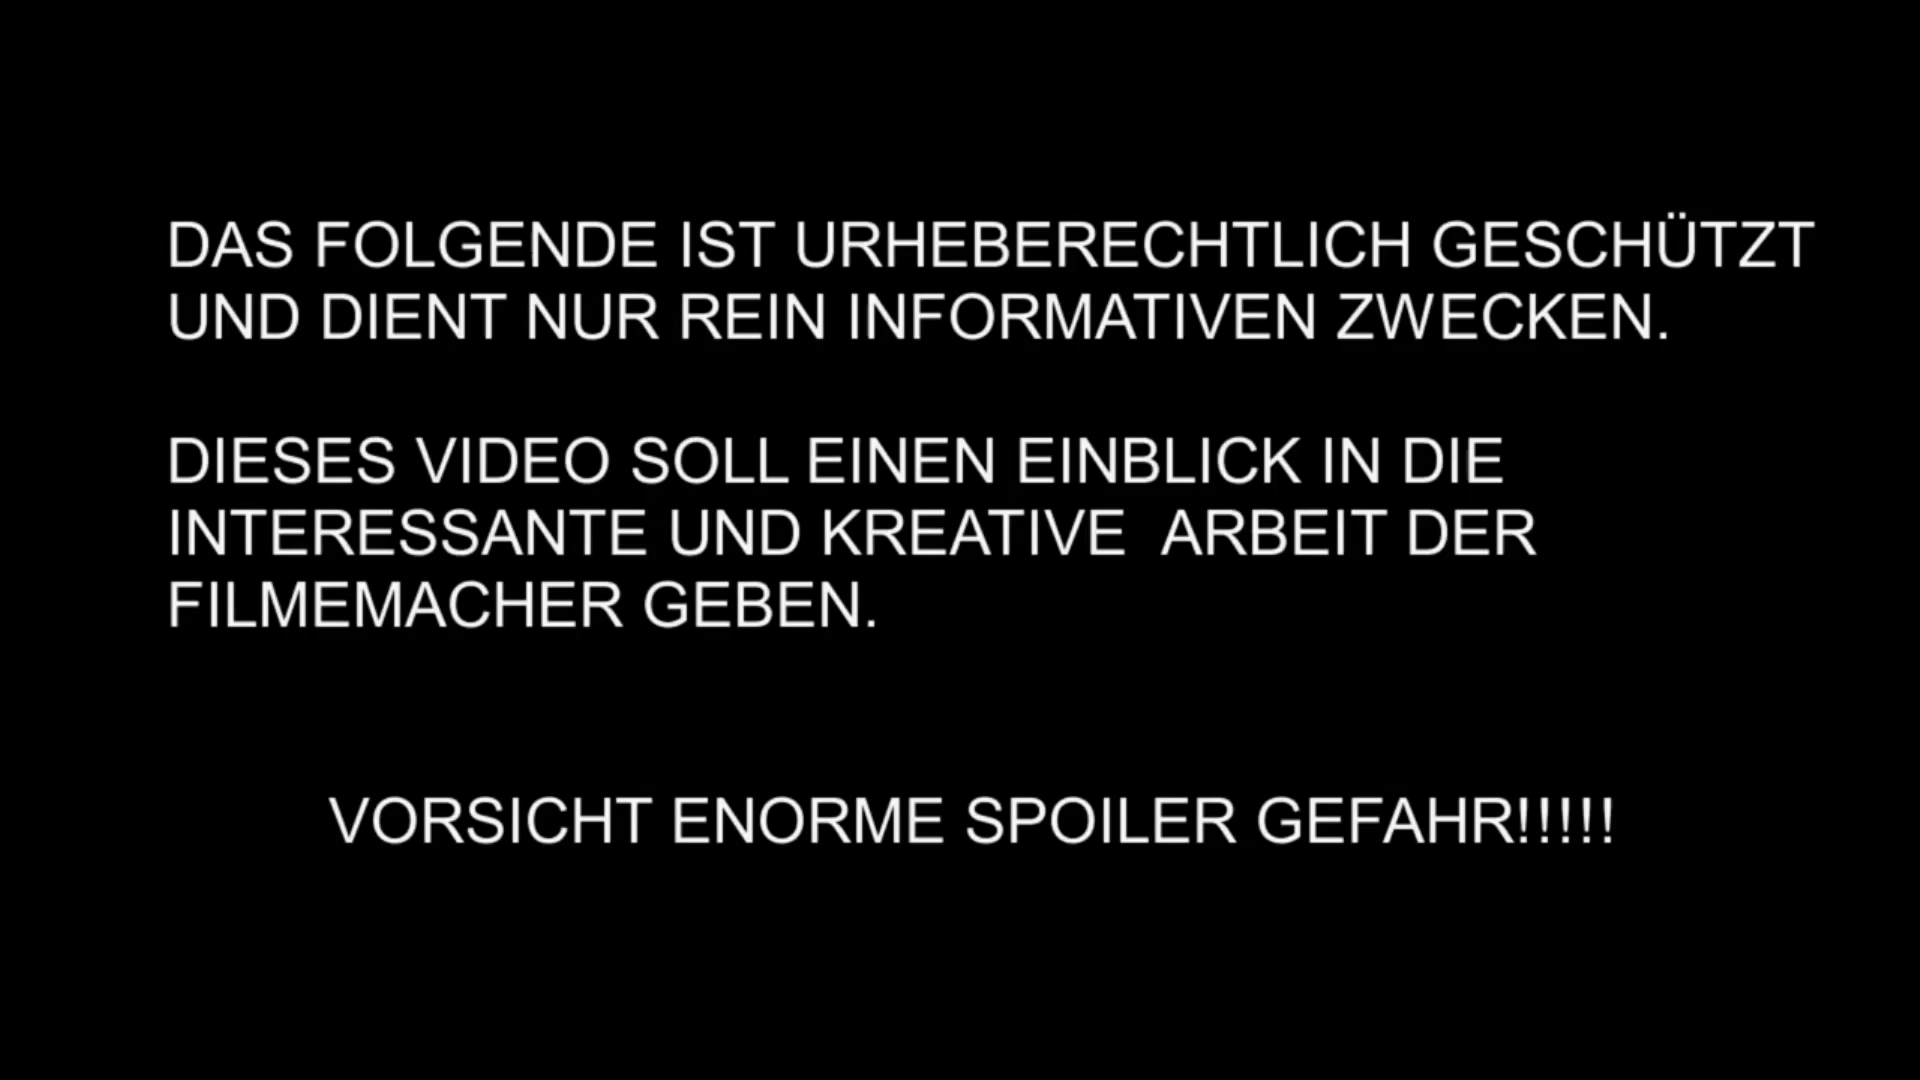 DAS FOLGENDE IST URHEBERECHTLICH GESCHÜTZT
UND DIENT NUR REIN INFORMATIVEN ZWECKEN.
DIESES VIDEO SOLL EINEN EINBLICK IN DIE
INTERESSANTE UND KREATIVE  ARBEIT DER
FILMEMACHER GEBEN.
VORSICHT ENORME SPOILER GEFAHR!!!!!